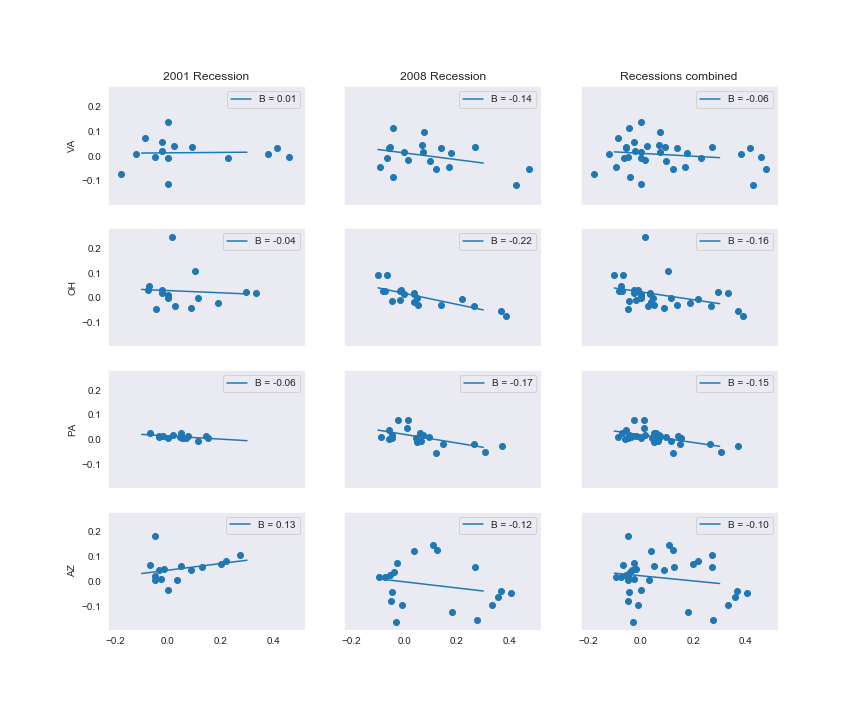 2001 Recession 2008 Recession Recessions combined
B = 0.01 B = -0.14 B = -0.06
0.2
0.1
VA
0.0
−0.1
B = -0.04 B = -0.22 B = -0.16
0.2
0.1
OH
0.0
−0.1
B = -0.06 B = -0.17 B = -0.15
0.2
0.1
PA
0.0
−0.1
B = 0.13 B = -0.12 B = -0.10
0.2
0.1
AZ
0.0
−0.1
−0.2 0.0 0.2 0.4 −0.2 0.0 0.2 0.4 −0.2 0.0 0.2 0.4